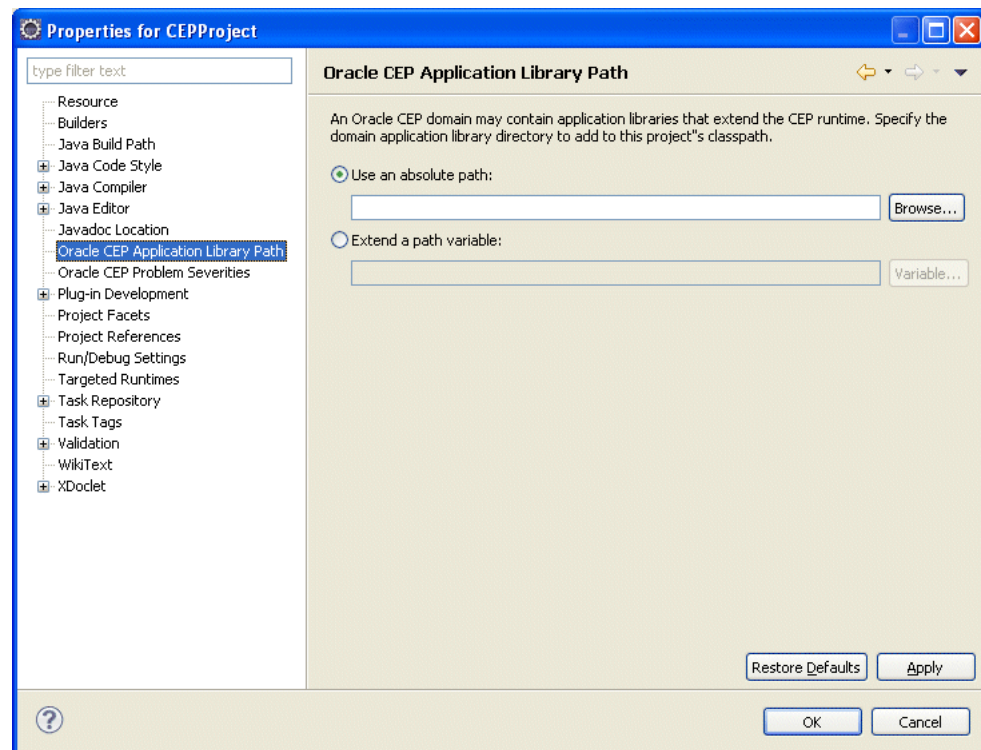 Properties for CEPProject
type filter text
Resource
Builders
Java Build Path
Java Code Style
Java Compiler
Java Editor
Javadoc Location
Oracle CEP Application Library Path
Oracle CEP Problem Severities
Plug-in Development
Project Facets
Project References
Run/Debug Settings
Targeted Runtimes
Task Repository
Task Tags
Validation
WikiText
XDoclet
Oracle CEP Application Library Path
An Oracle CEP domain may contain application libraries that extend the CEP runtime. Specify the
domain application library directory to add to this project"s classpath.
Use an absolute path:
Browse...
Extend a path variable:
Variable...
Restore Defaults
Apply
OK
Cancel